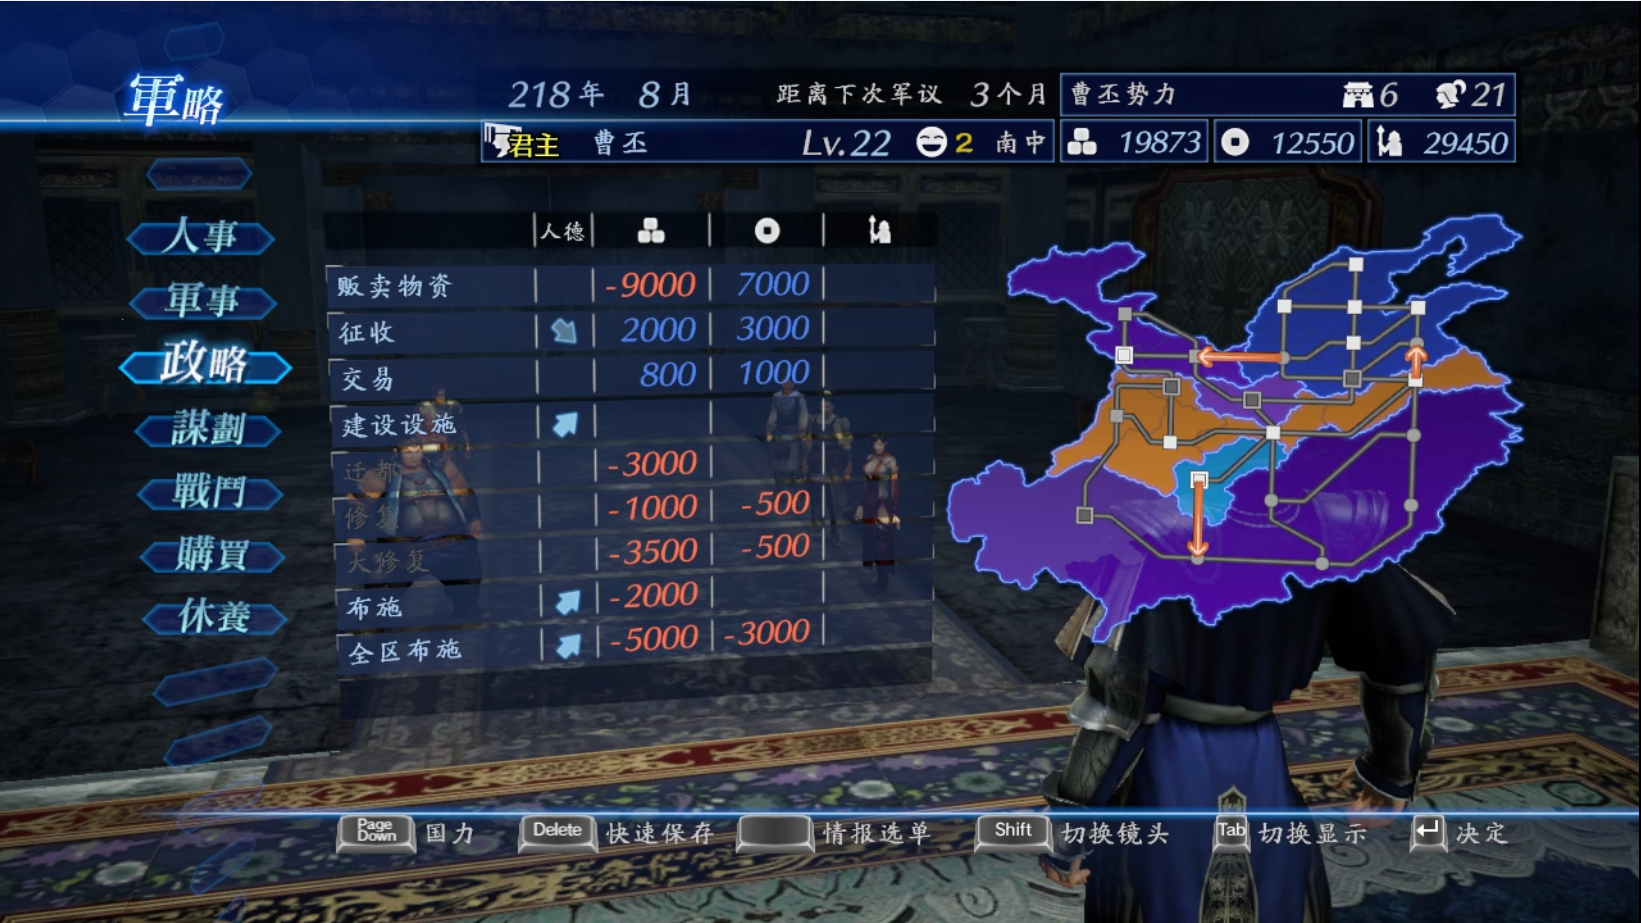 軍略
218年 8月 距离下次军议 3个月
曹丕势力 6 21
君主 曹丕 Lv.22 2 南中
19873 12550 29450
人事
軍事
政略
謀劃
戰鬥
購買
休養
人德
贩卖物资 -9000 7000
征收 2000 3000
交易 800 1000
建设设施
迁都 -3000
修复 -1000 -500
大修复 -3500 -500
布施 -2000
全区布施 -5000 -3000
Page Down 国力 Delete 快速保存 情报选单 Shift 切换镜头 Tab 切换显示 决定